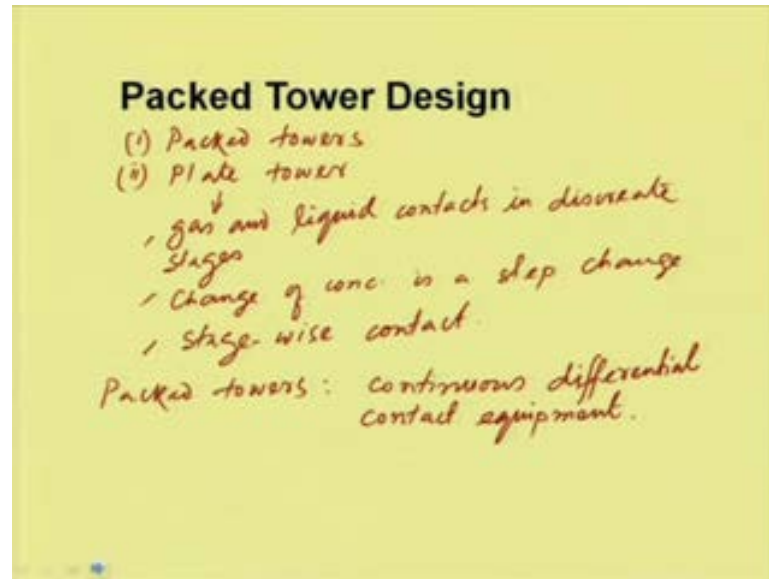 Packed Tower Design
(i) Packed towers
(ii) Plate tower
, gas and liquid contacts in discreate
stages
, Change of conc. is a step change
, stage-wise contact.
Packed towers : continuous differential
contact equipment.